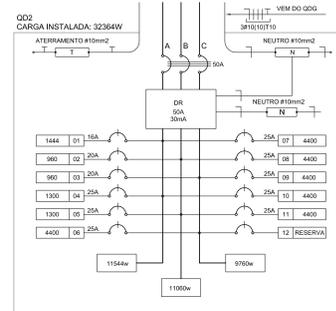 QD2
CARGA INSTALADA: 32364W
VEM DO QDG
3#10(10)T10
ATERRAMENTO #10mm2
T
A B C
NEUTRO #10mm2
N
50A
DR
50A
30mA
NEUTRO #10mm2
N
1444 01 16A 25A 07 4400
960 02 20A 25A 08 4400
960 03 20A 25A 09 4400
1300 04 25A 25A 10 4400
1300 05 25A 25A 11 4400
4400 06 25A 25A 12 RESERVA
11544w
9760w
11060w